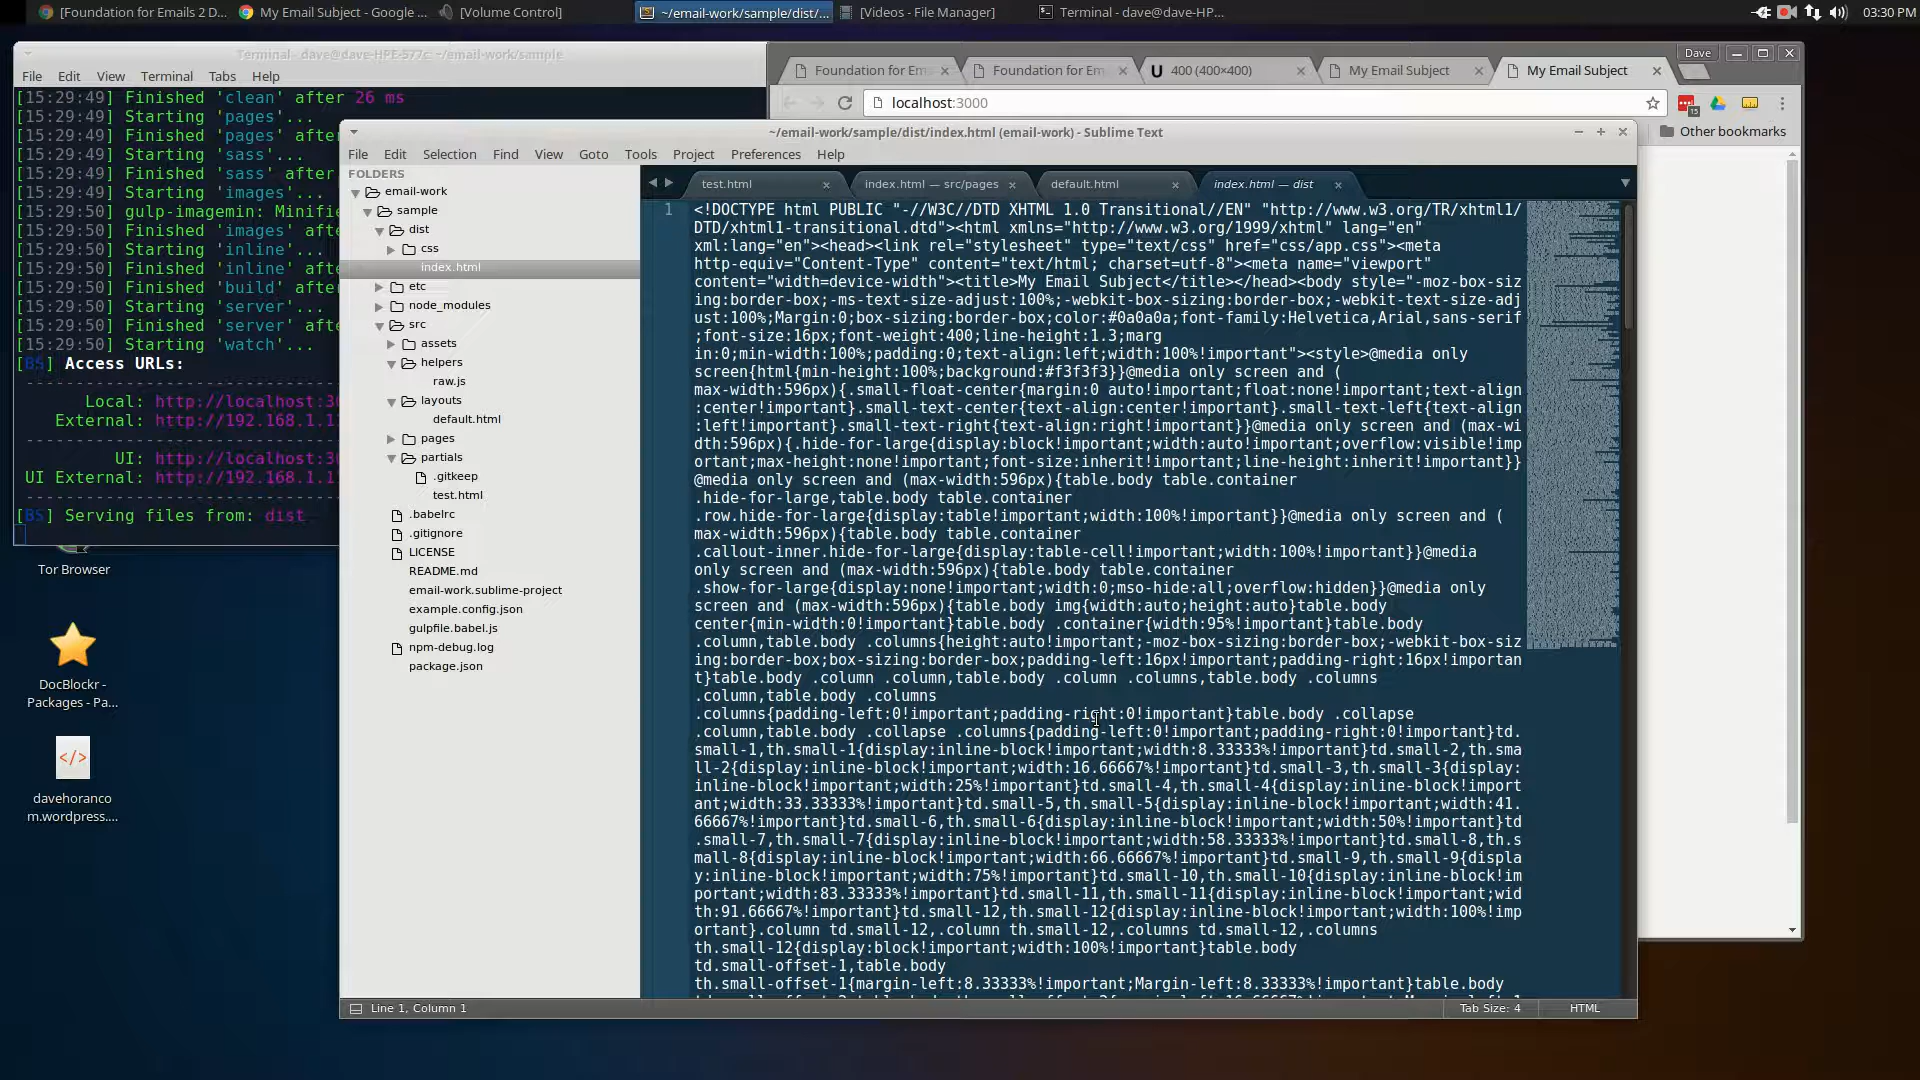 [Foundation for Emails 2 D...
My Email Subject - Google ...
[Volume Control]
~/email-work/sample/dist/...
[Videos - File Manager]
Terminal - dave@dave-HP...
03:30 PM
Terminal - dave@dave-HPE-577c: ~/email-work/sample
File Edit View Terminal Tabs Help
[15:29:49] Finished 'clean' after 26 ms
[15:29:49] Starting 'pages'...
[15:29:49] Finished 'pages' after
[15:29:49] Starting 'sass'...
[15:29:49] Finished 'sass' after
[15:29:49] Starting 'images'...
[15:29:50] gulp-imagemin: Minifie
[15:29:50] Finished 'images' afte
[15:29:50] Starting 'inline'...
[15:29:50] Finished 'inline' afte
[15:29:50] Finished 'build' after
[15:29:50] Starting 'server'...
[15:29:50] Finished 'server' afte
[15:29:50] Starting 'watch'...
[BS] Access URLs:
Local: http://localhost:30
External: http://192.168.1.1
UI: http://localhost:30
UI External: http://192.168.1.1
[BS] Serving files from: dist
Tor Browser
DocBlockr -
Packages - Pa...
davehoranco
m.wordpress....
Dave
Foundation for Em
Foundation for Em
400 (400×400)
My Email Subject
My Email Subject
localhost:3000
15
Other bookmarks
~/email-work/sample/dist/index.html (email-work) - Sublime Text
File Edit Selection Find View Goto Tools Project Preferences Help
FOLDERS
email-work
sample
dist
css
index.html
etc
node_modules
src
assets
helpers
raw.js
layouts
default.html
pages
partials
.gitkeep
test.html
.babelrc
.gitignore
LICENSE
README.md
email-work.sublime-project
example.config.json
gulpfile.babel.js
npm-debug.log
package.json
test.html
index.html — src/pages
default.html
index.html — dist
1
<!DOCTYPE html PUBLIC "-//W3C//DTD XHTML 1.0 Transitional//EN" "http://www.w3.org/TR/xhtml1/
DTD/xhtml1-transitional.dtd"><html xmlns="http://www.w3.org/1999/xhtml" lang="en"
xml:lang="en"><head><link rel="stylesheet" type="text/css" href="css/app.css"><meta
http-equiv="Content-Type" content="text/html; charset=utf-8"><meta name="viewport"
content="width=device-width"><title>My Email Subject</title></head><body style="-moz-box-siz
ing:border-box;-ms-text-size-adjust:100%;-webkit-box-sizing:border-box;-webkit-text-size-adj
ust:100%;Margin:0;box-sizing:border-box;color:#0a0a0a;font-family:Helvetica,Arial,sans-serif
;font-size:16px;font-weight:400;line-height:1.3;marg
in:0;min-width:100%;padding:0;text-align:left;width:100%!important"><style>@media only
screen{html{min-height:100%;background:#f3f3f3}}@media only screen and (
max-width:596px){.small-float-center{margin:0 auto!important;float:none!important;text-align
:center!important}.small-text-center{text-align:center!important}.small-text-left{text-align
:left!important}.small-text-right{text-align:right!important}}@media only screen and (max-wi
dth:596px){.hide-for-large{display:block!important;width:auto!important;overflow:visible!imp
ortant;max-height:none!important;font-size:inherit!important;line-height:inherit!important}}
@media only screen and (max-width:596px){table.body table.container
.hide-for-large,table.body table.container
.row.hide-for-large{display:table!important;width:100%!important}}@media only screen and (
max-width:596px){table.body table.container
.callout-inner.hide-for-large{display:table-cell!important;width:100%!important}}@media
only screen and (max-width:596px){table.body table.container
.show-for-large{display:none!important;width:0;mso-hide:all;overflow:hidden}}@media only
screen and (max-width:596px){table.body img{width:auto;height:auto}table.body
center{min-width:0!important}table.body .container{width:95%!important}table.body
.column,table.body .columns{height:auto!important;-moz-box-sizing:border-box;-webkit-box-siz
ing:border-box;box-sizing:border-box;padding-left:16px!important;padding-right:16px!importan
t}table.body .column .column,table.body .column .columns,table.body .columns
.column,table.body .columns
.columns{padding-left:0!important;padding-right:0!important}table.body .collapse
.column,table.body .collapse .columns{padding-left:0!important;padding-right:0!important}td.
small-1,th.small-1{display:inline-block!important;width:8.33333%!important}td.small-2,th.sma
ll-2{display:inline-block!important;width:16.66667%!important}td.small-3,th.small-3{display:
inline-block!important;width:25%!important}td.small-4,th.small-4{display:inline-block!import
ant;width:33.33333%!important}td.small-5,th.small-5{display:inline-block!important;width:41.
66667%!important}td.small-6,th.small-6{display:inline-block!important;width:50%!important}td
.small-7,th.small-7{display:inline-block!important;width:58.33333%!important}td.small-8,th.s
mall-8{display:inline-block!important;width:66.66667%!important}td.small-9,th.small-9{displa
y:inline-block!important;width:75%!important}td.small-10,th.small-10{display:inline-block!im
portant;width:83.33333%!important}td.small-11,th.small-11{display:inline-block!important;wid
th:91.66667%!important}td.small-12,th.small-12{display:inline-block!important;width:100%!imp
ortant}.column td.small-12,.column th.small-12,.columns td.small-12,.columns
th.small-12{display:block!important;width:100%!important}table.body
td.small-offset-1,table.body
th.small-offset-1{margin-left:8.33333%!important;Margin-left:8.33333%!important}table.body
Line 1, Column 1
Tab Size: 4
HTML